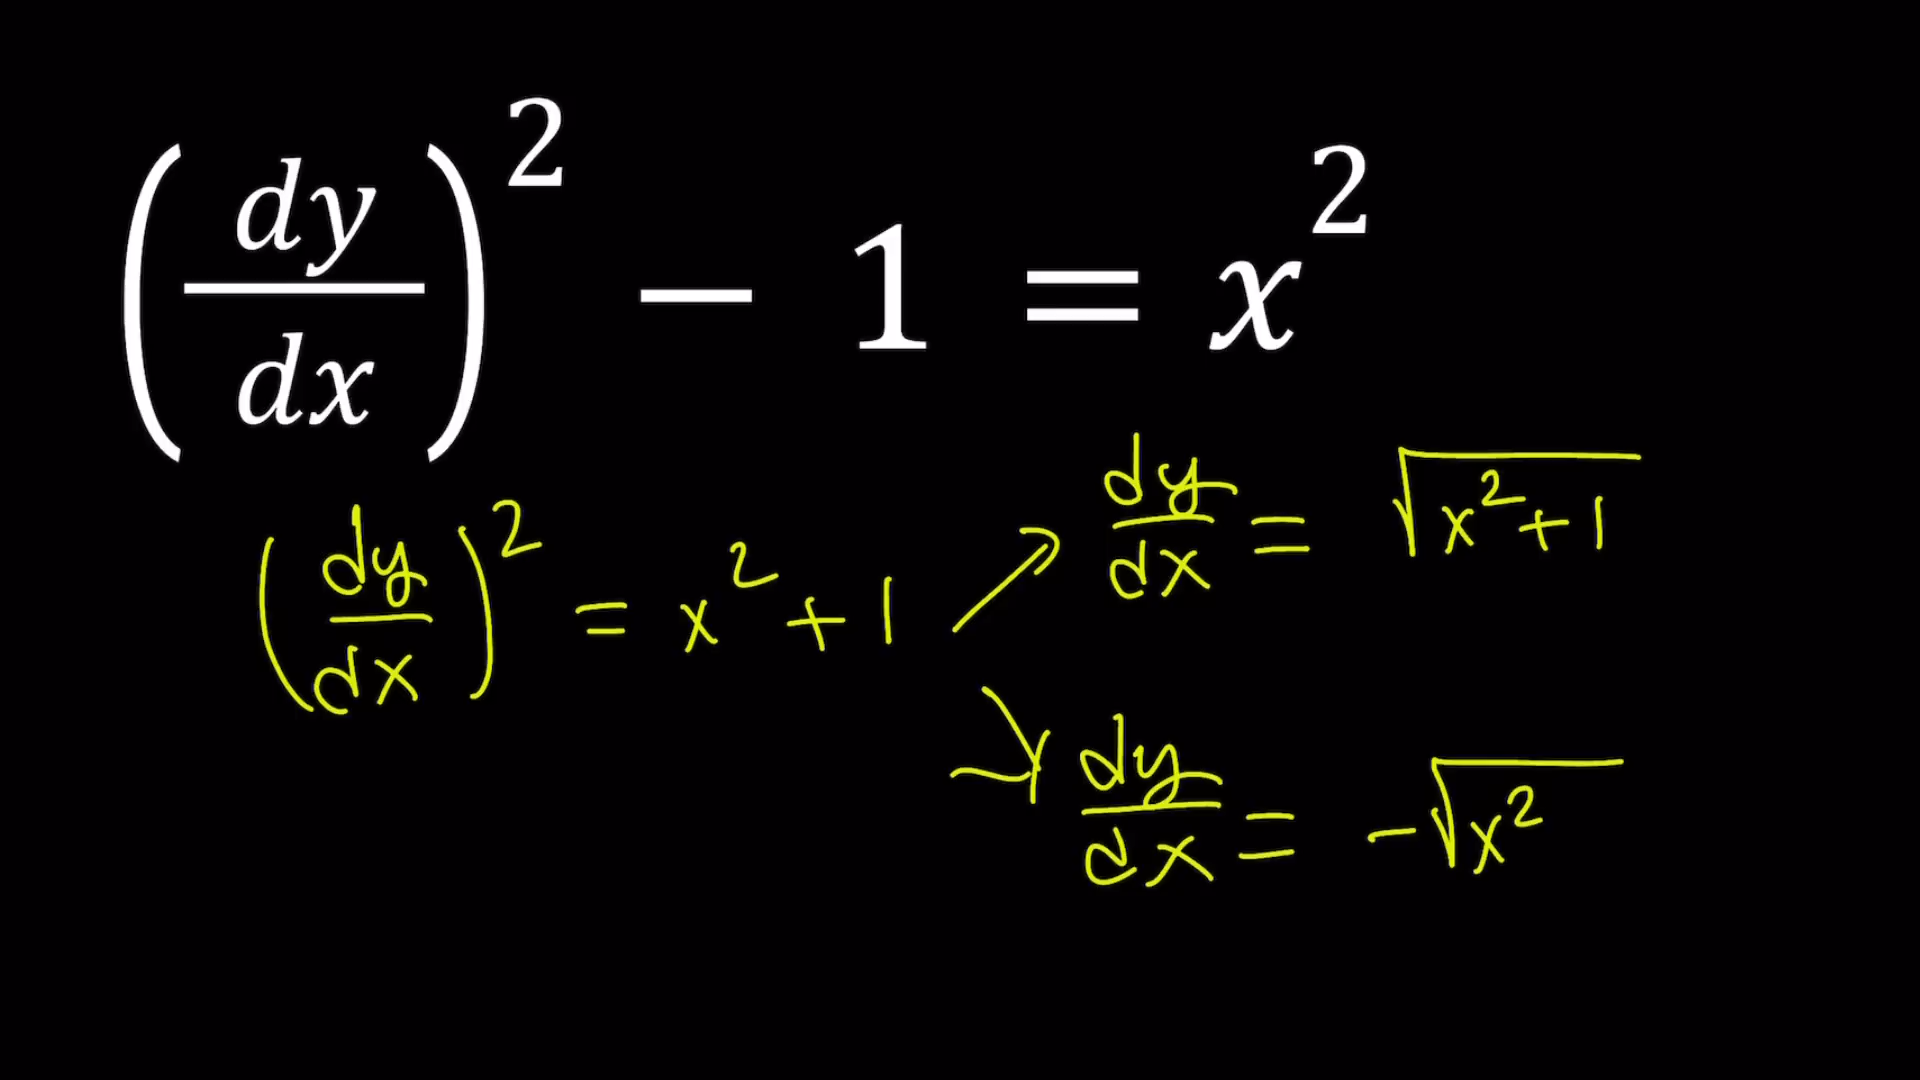 (dy/dx)² − 1 = x²
(dy/dx)² = x² + 1
dy/dx = √(x² + 1)
dy/dx = −√(x²)